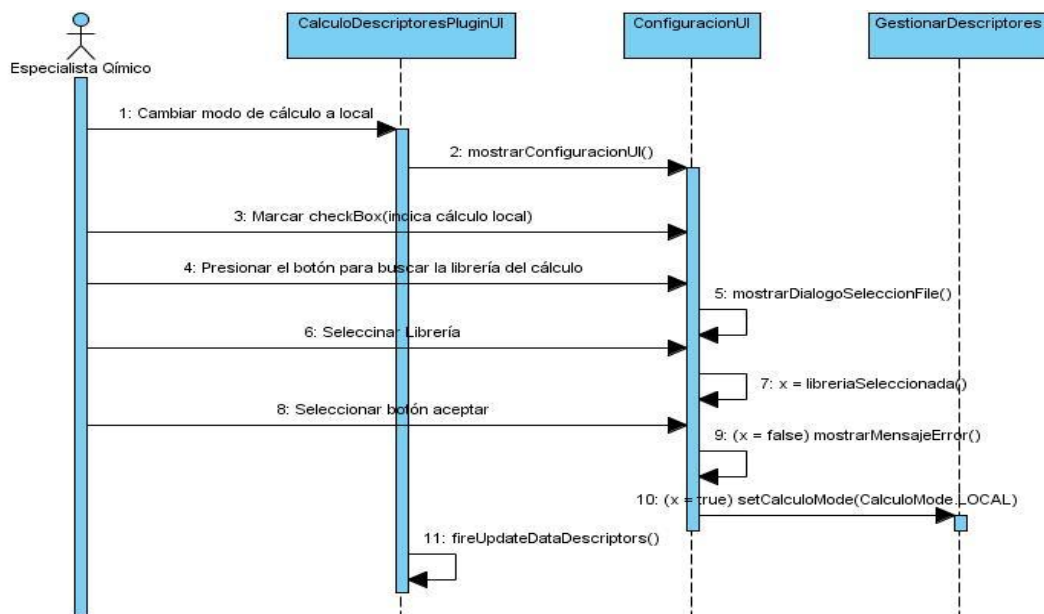 CalculoDescriptoresPluginUI
ConfiguracionUI
GestionarDescriptores
Especialista Qímico
1: Cambiar modo de cálculo a local
2: mostrarConfiguracionUI()
3: Marcar checkBox(indica cálculo local)
4: Presionar el botón para buscar la librería del cálculo
5: mostrarDialogoSeleccionFile()
6: Seleccinar Librería
7: x = libreriaSeleccionada()
8: Seleccionar botón aceptar
9: (x = false) mostrarMensajeError()
10: (x = true) setCalculoMode(CalculoMode.LOCAL)
11: fireUpdateDataDescriptors()